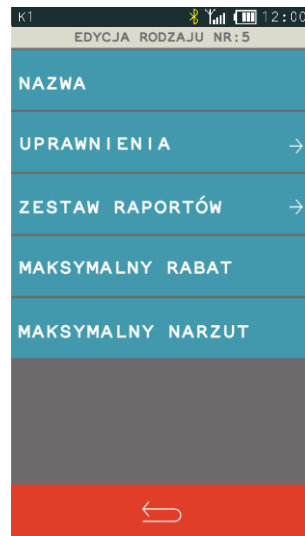 K1 12:00
EDYCJA RODZAJU NR:5
NAZWA
UPRAWNIENIA
ZESTAW RAPORTÓW
MAKSYMALNY RABAT
MAKSYMALNY NARZUT